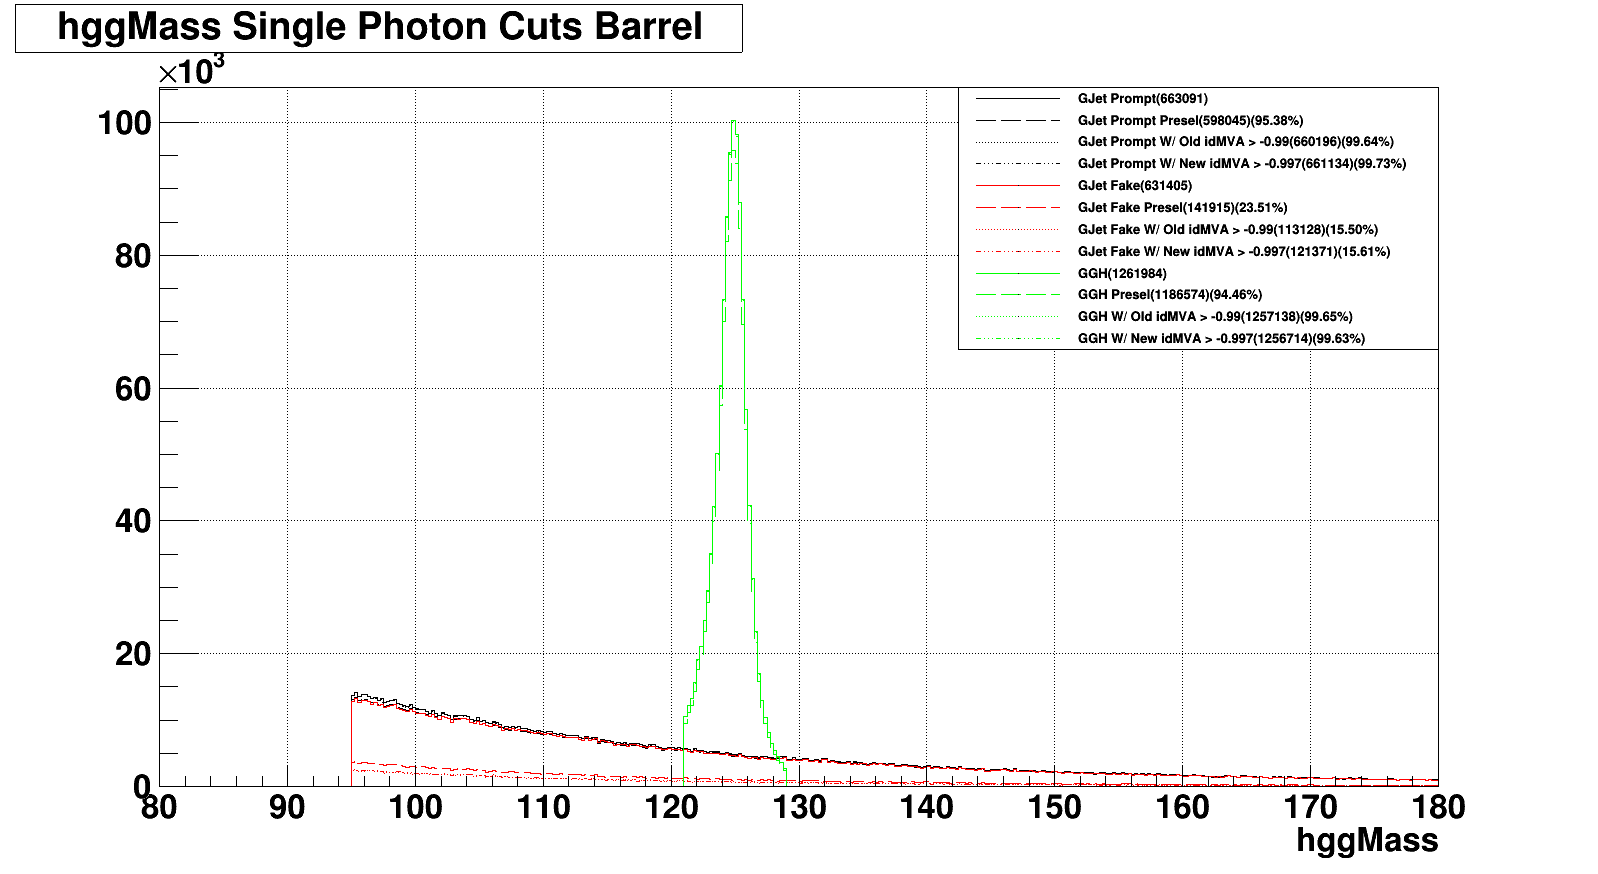 hggMass Single Photon Cuts Barrel
×10³
GJet Prompt(663091)
GJet Prompt Presel(598045)(95.38%)
GJet Prompt W/ Old idMVA > -0.99(660196)(99.64%)
GJet Prompt W/ New idMVA > -0.997(661134)(99.73%)
GJet Fake(631405)
GJet Fake Presel(141915)(23.51%)
GJet Fake W/ Old idMVA > -0.99(113128)(15.50%)
GJet Fake W/ New idMVA > -0.997(121371)(15.61%)
GGH(1261984)
GGH Presel(1186574)(94.46%)
GGH W/ Old idMVA > -0.99(1257138)(99.65%)
GGH W/ New idMVA > -0.997(1256714)(99.63%)
100
80
60
40
20
0
80 90 100 110 120 130 140 150 160 170 180
hggMass